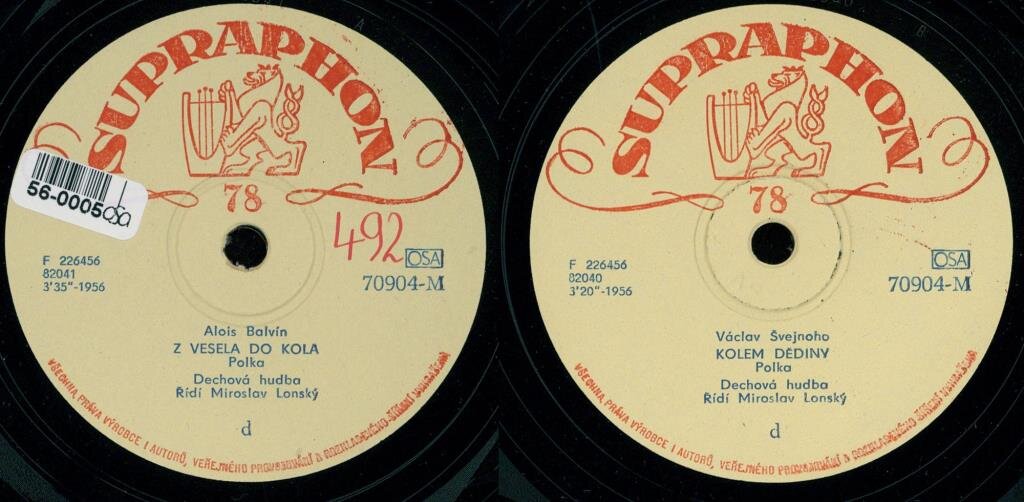 SUPRAPHON
78
56-0005 OSA
492
OSA
70904-M
F 226456
82041
3'35"-1956
Alois Balvín
Z VESELA DO KOLA
Polka
Dechová hudba
Řídí Miroslav Lonský
d
VŠECHNA PRÁVA VÝROBCE I AUTORŮ, VEŘEJNÉHO PROVOZOVÁNÍ A ROZHLASOVÉHO ŠÍŘENÍ VYHRAŽENA
SUPRAPHON
78
OSA
70904-M
F 226456
82040
3'20"-1956
Václav Švejnoho
KOLEM DĚDINY
Polka
Dechová hudba
Řídí Miroslav Lonský
d
VŠECHNA PRÁVA VÝROBCE I AUTORŮ, VEŘEJNÉHO PROVOZOVÁNÍ A ROZHLASOVÉHO ŠÍŘENÍ VYHRAŽENA